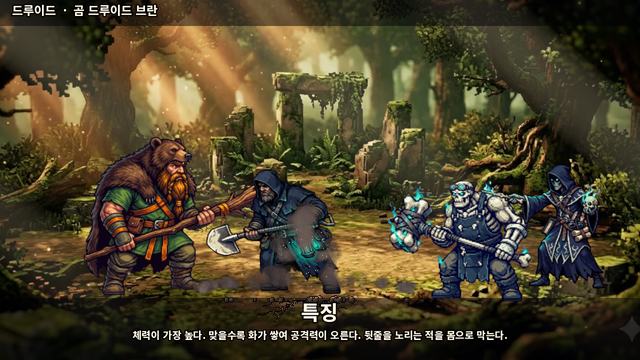 드루이드 · 곰 드루이드 브란
특징
체력이 가장 높다. 맞을수록 화가 쌓여 공격력이 오른다. 뒷줄을 노리는 적을 몸으로 막는다.